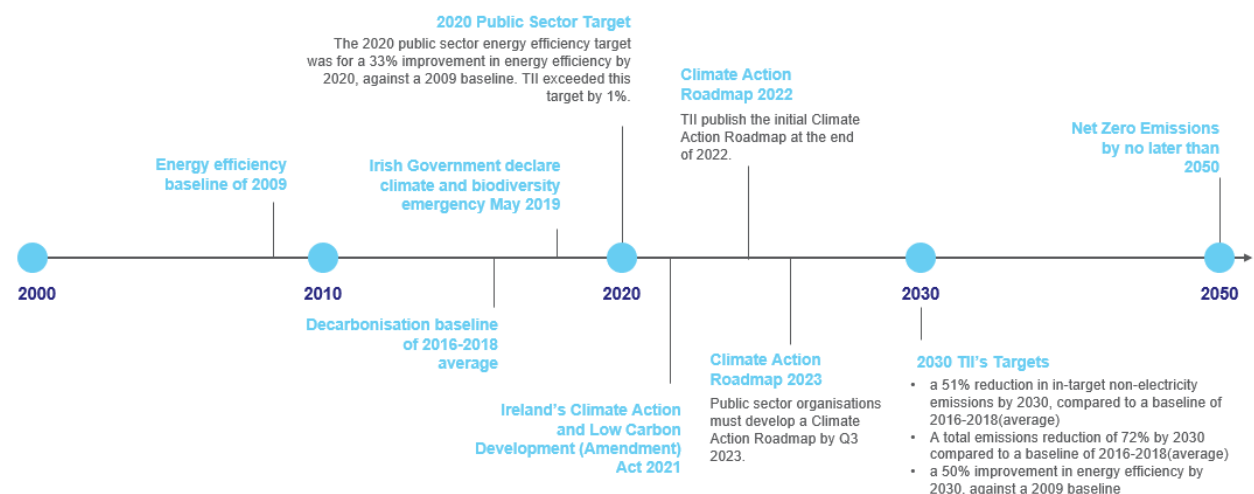 2020 Public Sector Target
The 2020 public sector energy efficiency target
was for a 33% improvement in energy efficiency by
2020, against a 2009 baseline. TII exceeded this
target by 1%.
Climate Action
Roadmap 2022
TII publish the initial Climate
Action Roadmap at the end
of 2022.
Net Zero Emissions
by no later than
2050
Energy efficiency
baseline of 2009
Irish Government declare
climate and biodiversity
emergency May 2019
2000
2010
2020
2030
2050
Decarbonisation baseline
of 2016-2018
average
Ireland's Climate Action
and Low Carbon
Development (Amendment)
Act 2021
Climate Action
Roadmap 2023
Public sector organisations
must develop a Climate
Action Roadmap by Q3
2023.
2030 TII's Targets
• a 51% reduction in in-target non-electricity
emissions by 2030, compared to a baseline of
2016-2018(average)
• A total emissions reduction of 72% by 2030
compared to a baseline of 2016-2018(average)
• a 50% improvement in energy efficiency by
2030, against a 2009 baseline